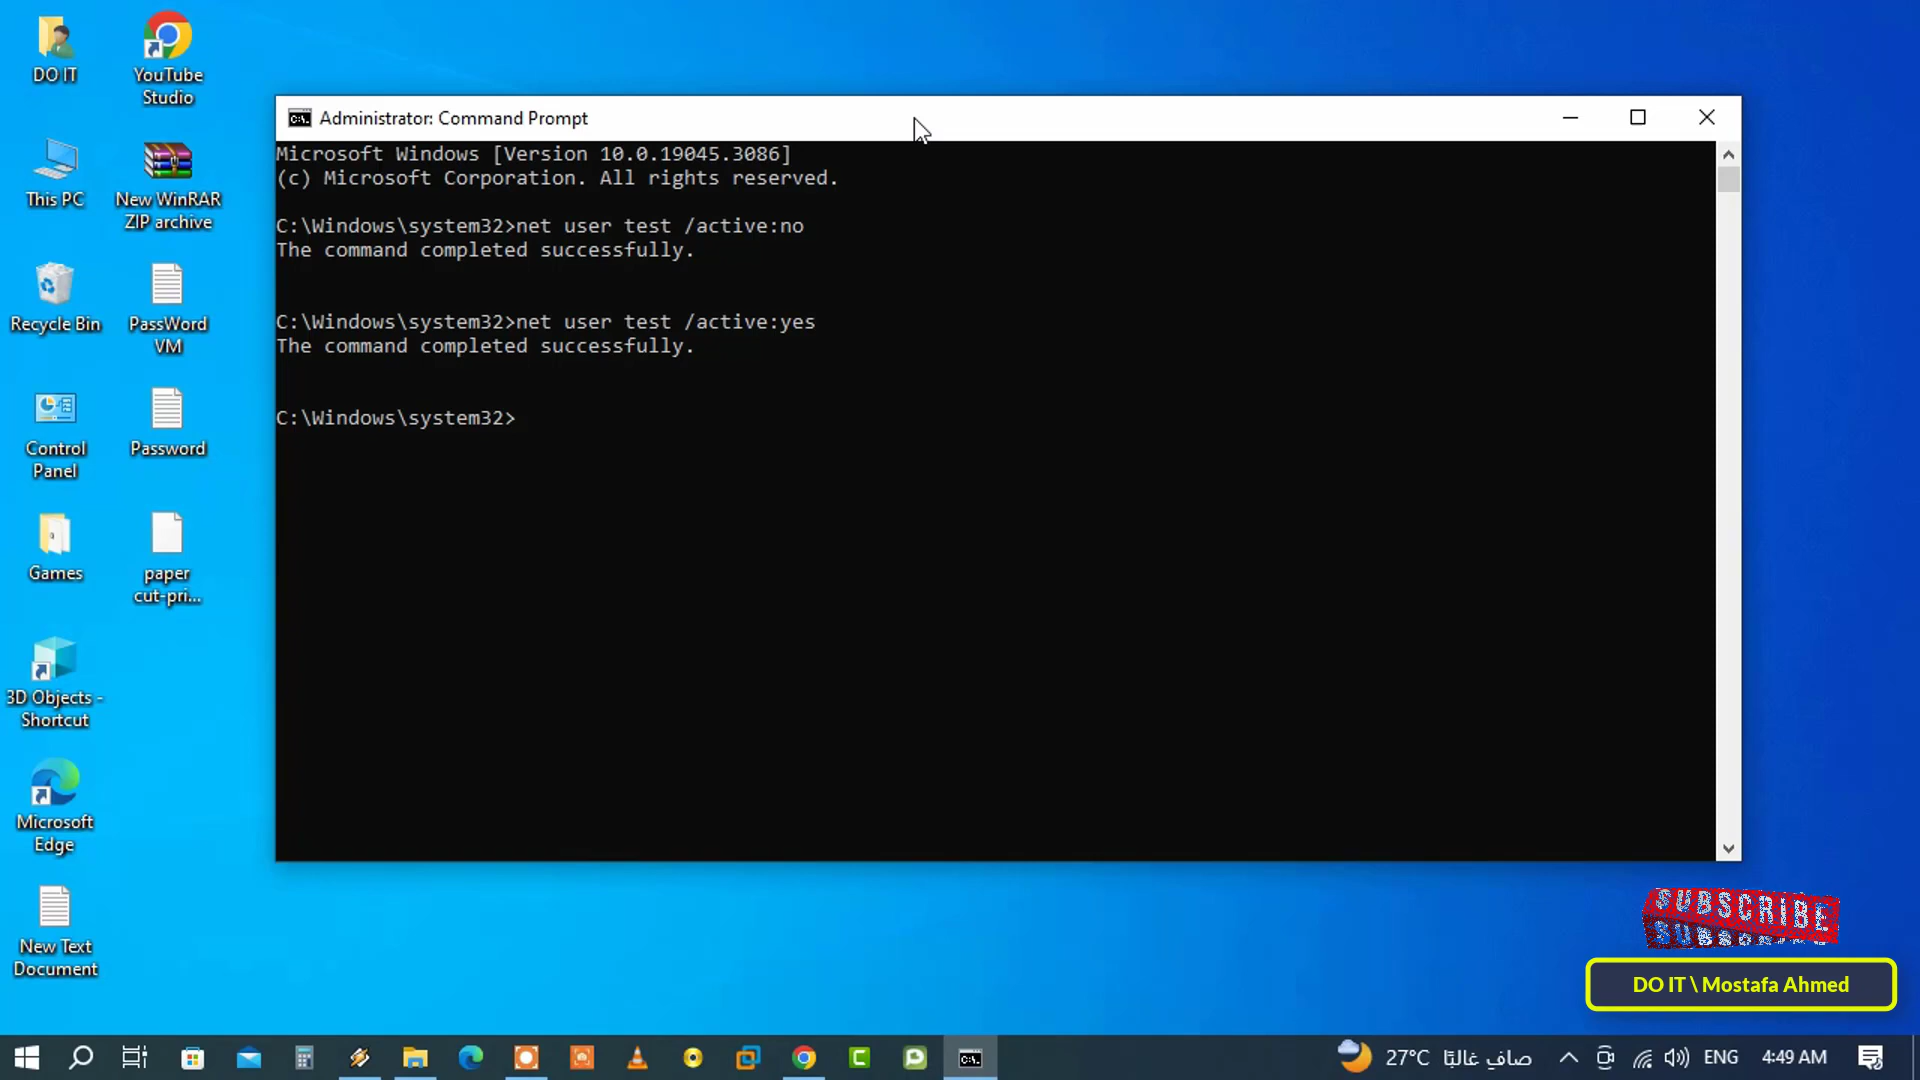 DO IT
YouTube
Studio
This PC
New WinRAR
ZIP archive
Recycle Bin
PassWord
VM
Control
Panel
Password
Games
paper
cut-pri...
3D Objects -
Shortcut
Microsoft
Edge
New Text
Document
Administrator: Command Prompt
Microsoft Windows [Version 10.0.19045.3086]
(c) Microsoft Corporation. All rights reserved.
C:\Windows\system32>net user test /active:no
The command completed successfully.
C:\Windows\system32>net user test /active:yes
The command completed successfully.
C:\Windows\system32>
SUBSCRIBE
DO IT \ Mostafa Ahmed
27°C صافٍ غالبًا
ENG
4:49 AM